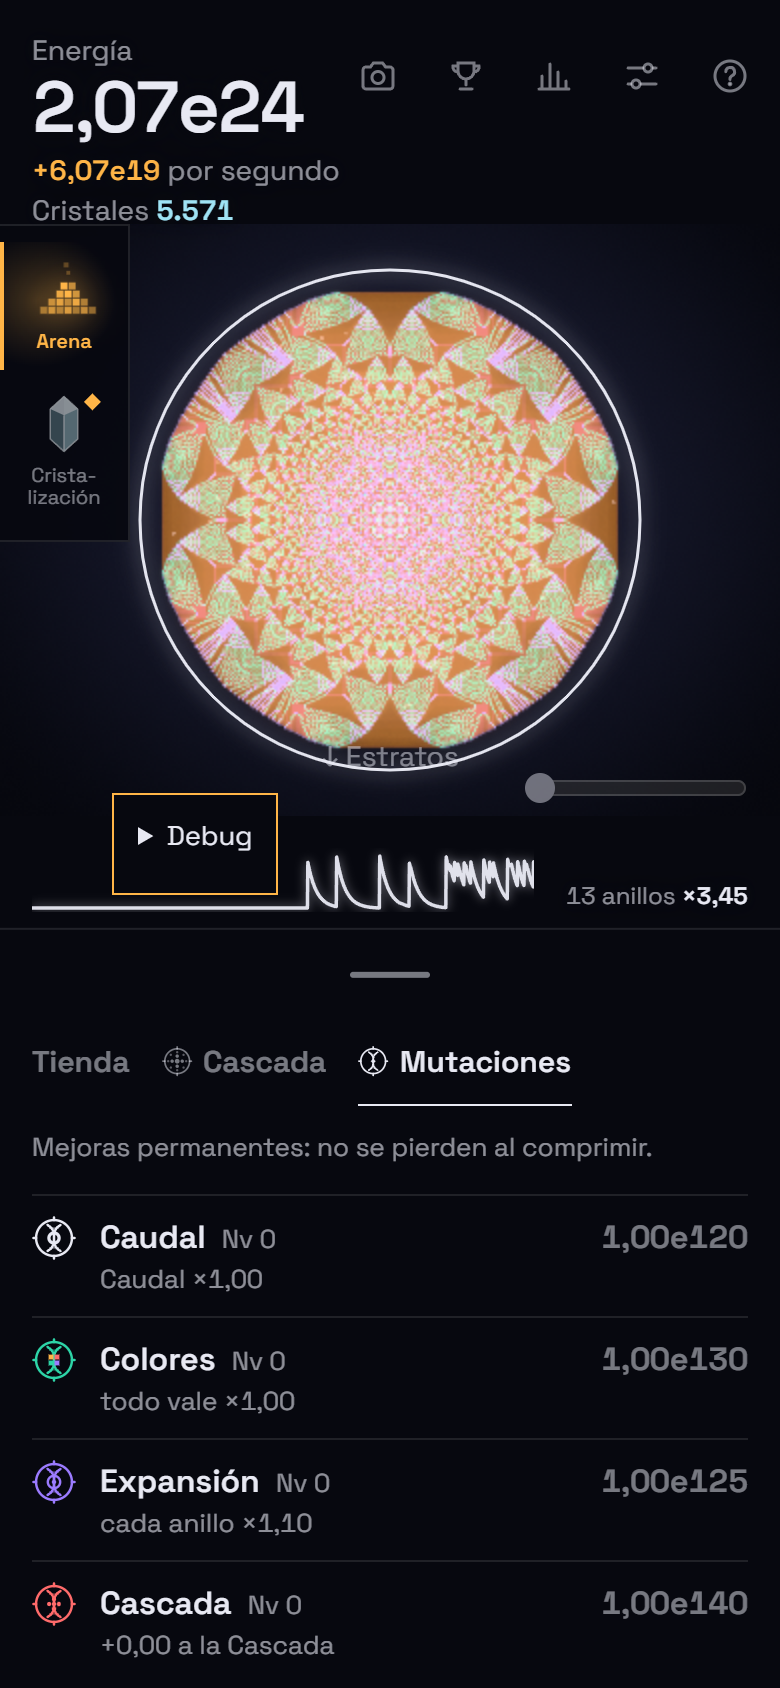 Energía
2,07e24
+6,07e19 por segundo
Cristales 5.571
Arena
Crista-
lización
↓ Estratos
▶ Debug
13 anillos ×3,45
Tienda Cascada Mutaciones
Mejoras permanentes: no se pierden al comprimir.
Caudal Nv 0 1,00e120
Caudal ×1,00
Colores Nv 0 1,00e130
todo vale ×1,00
Expansión Nv 0 1,00e125
cada anillo ×1,10
Cascada Nv 0 1,00e140
+0,00 a la Cascada